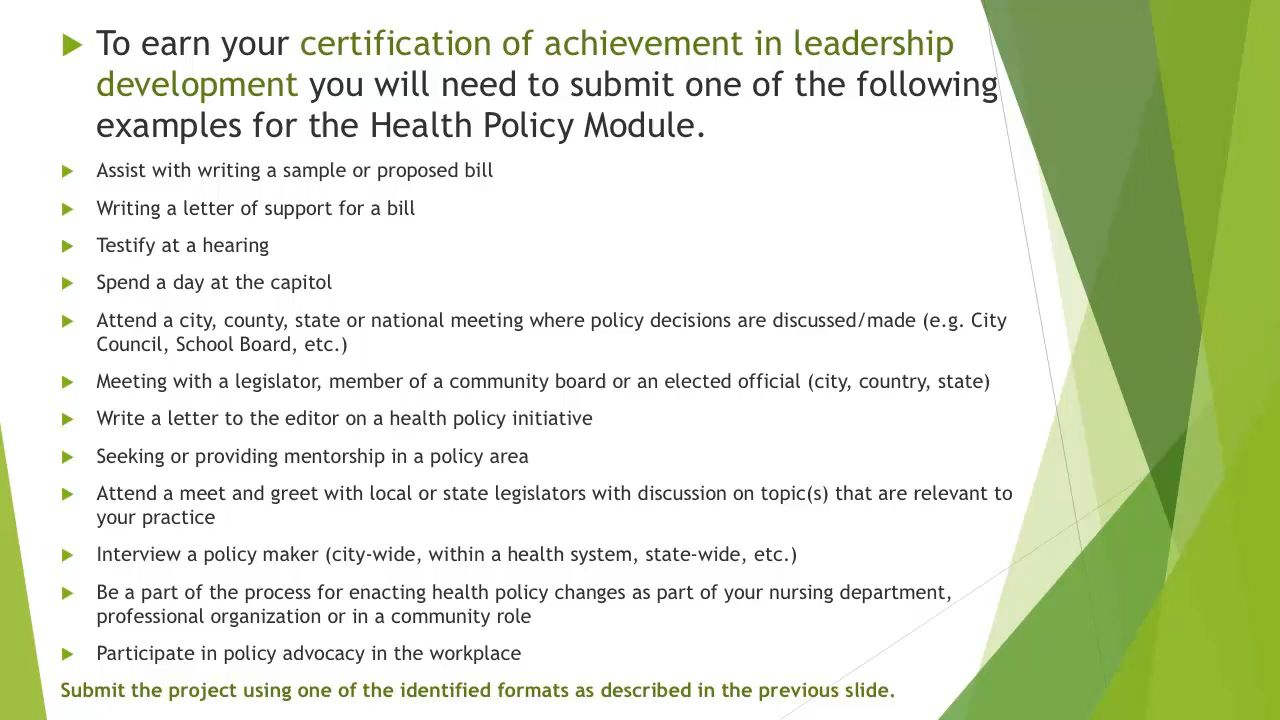 To earn your certification of achievement in leadership
development you will need to submit one of the following
examples for the Health Policy Module.
Assist with writing a sample or proposed bill
Writing a letter of support for a bill
Testify at a hearing
Spend a day at the capitol
Attend a city, county, state or national meeting where policy decisions are discussed/made (e.g. City
Council, School Board, etc.)
Meeting with a legislator, member of a community board or an elected official (city, country, state)
Write a letter to the editor on a health policy initiative
Seeking or providing mentorship in a policy area
Attend a meet and greet with local or state legislators with discussion on topic(s) that are relevant to
your practice
Interview a policy maker (city-wide, within a health system, state-wide, etc.)
Be a part of the process for enacting health policy changes as part of your nursing department,
professional organization or in a community role
Participate in policy advocacy in the workplace
Submit the project using one of the identified formats as described in the previous slide.